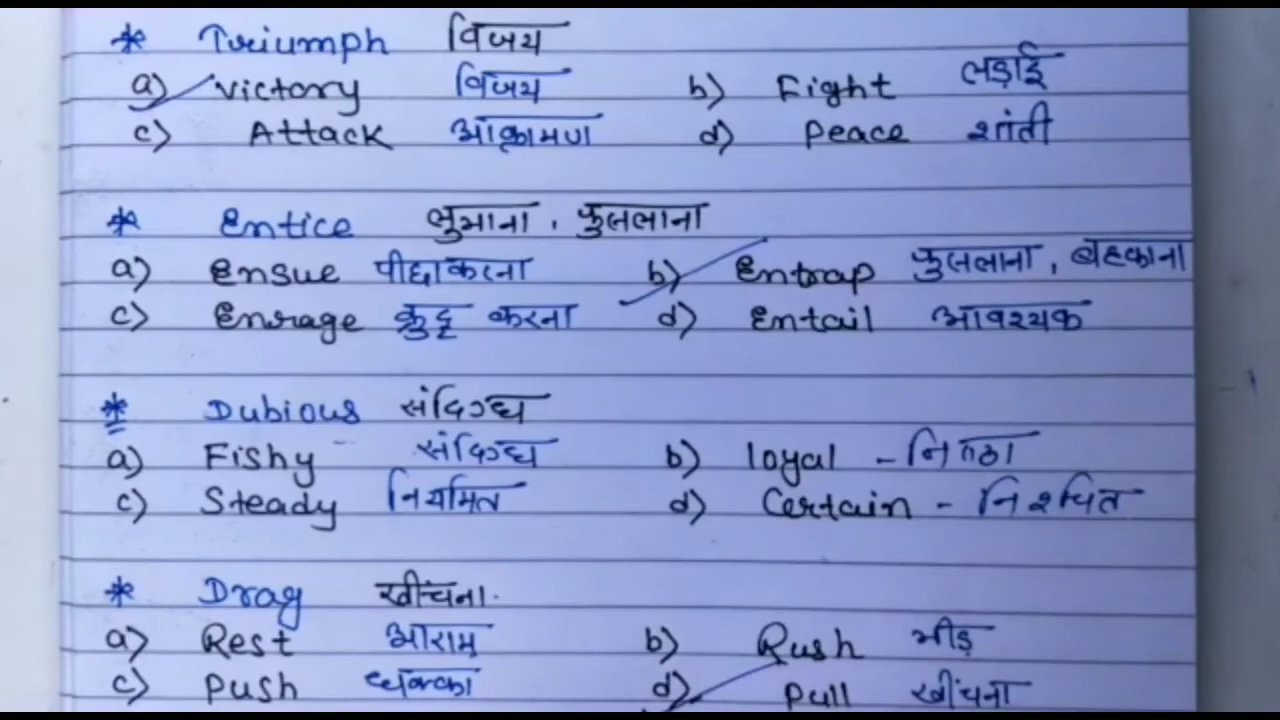 * Triumph विजय
a) Victory विजय b) Fight लड़ाई
c) Attack आक्रामण d) Peace शांती
* Entice लुभाना, फुसलाना
a) Ensue पीछाकरना b) Entrap फुसलाना, बहकाना
c) Enrage क्रुद्ध करना d) Entail आवश्यक
* Dubious संदिग्ध
a) Fishy संदिग्ध b) loyal - निष्ठा
c) Steady नियमित d) Certain - निश्चित
* Drag खींचना.
a) Rest आराम b) Rush भीड़
c) Push धक्का d) Pull खींचना